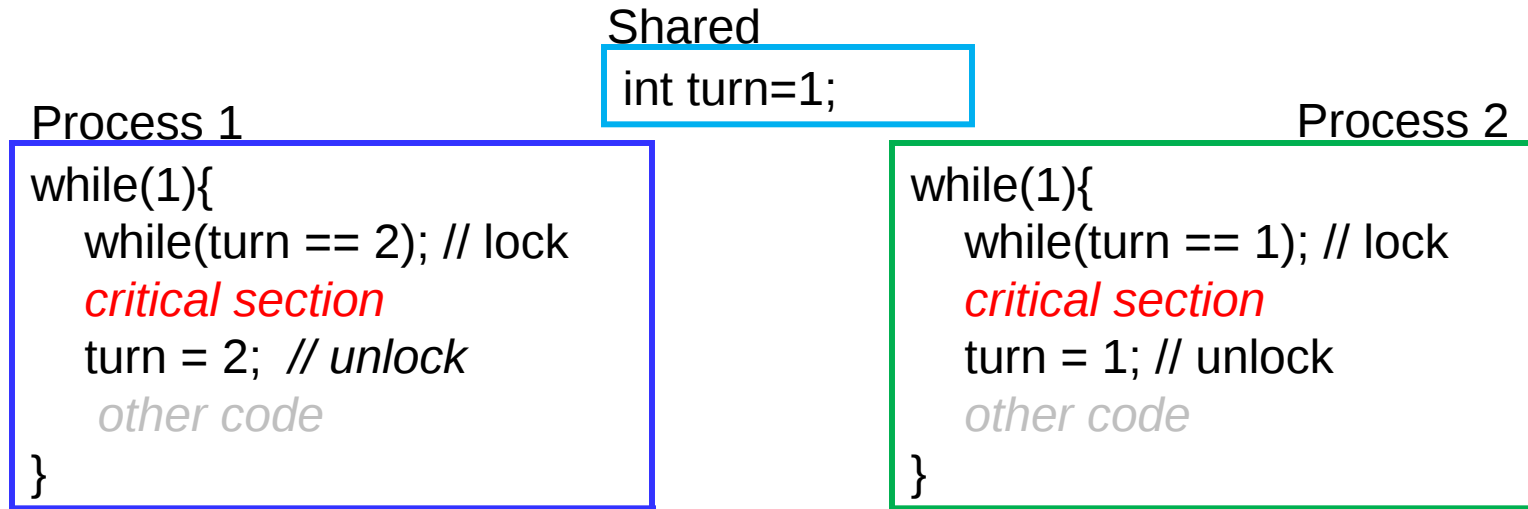 Shared
int turn=1;
Process 1
while(1){
while(turn == 2); // lock
critical section
turn = 2; // unlock
other code
}
Process 2
while(1){
while(turn == 1); // lock
critical section
turn = 1; // unlock
other code
}